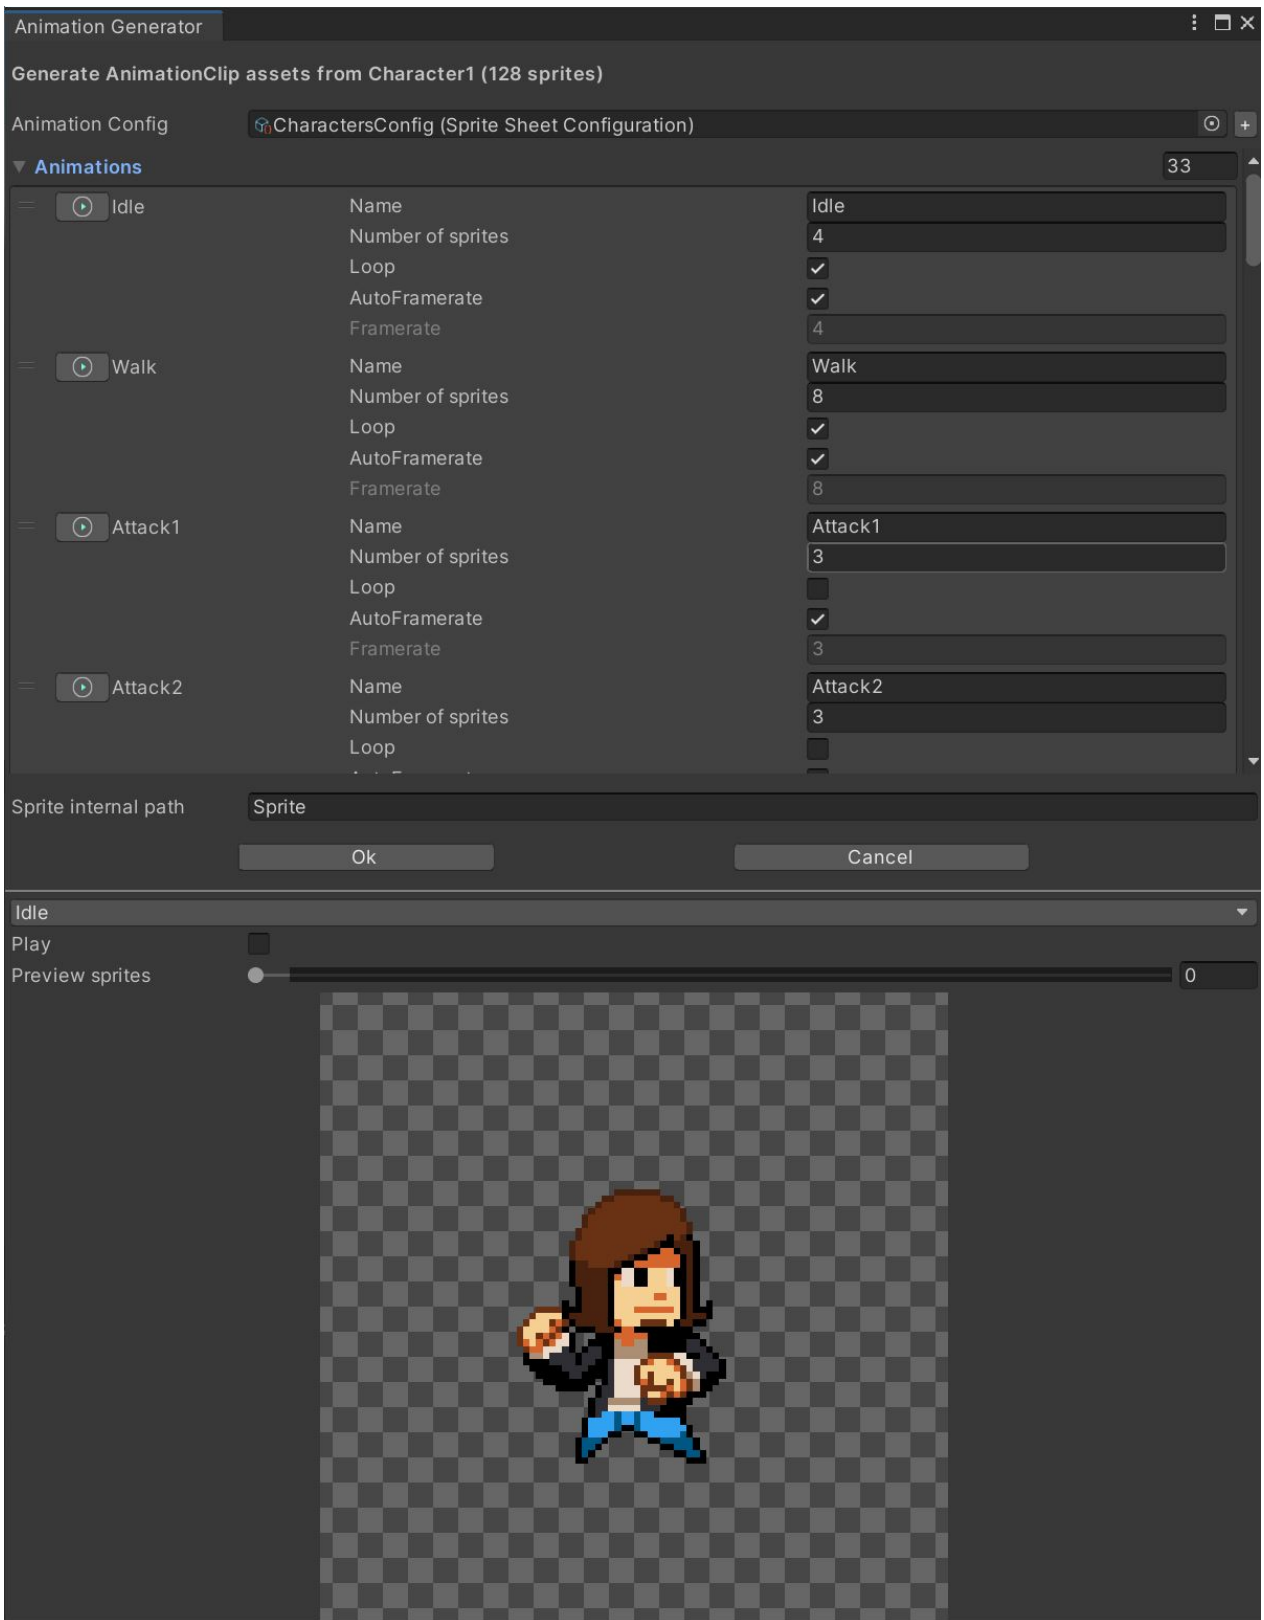 Animation Generator
Generate AnimationClip assets from Character1 (128 sprites)
Animation Config CharactersConfig (Sprite Sheet Configuration)
Animations 33
Idle Name Idle
Number of sprites 4
Loop
AutoFramerate
Framerate 4
Walk Name Walk
Number of sprites 8
Loop
AutoFramerate
Framerate 8
Attack1 Name Attack1
Number of sprites 3
Loop
AutoFramerate
Framerate 3
Attack2 Name Attack2
Number of sprites 3
Loop
Sprite internal path Sprite
Ok Cancel
Idle
Play
Preview sprites 0